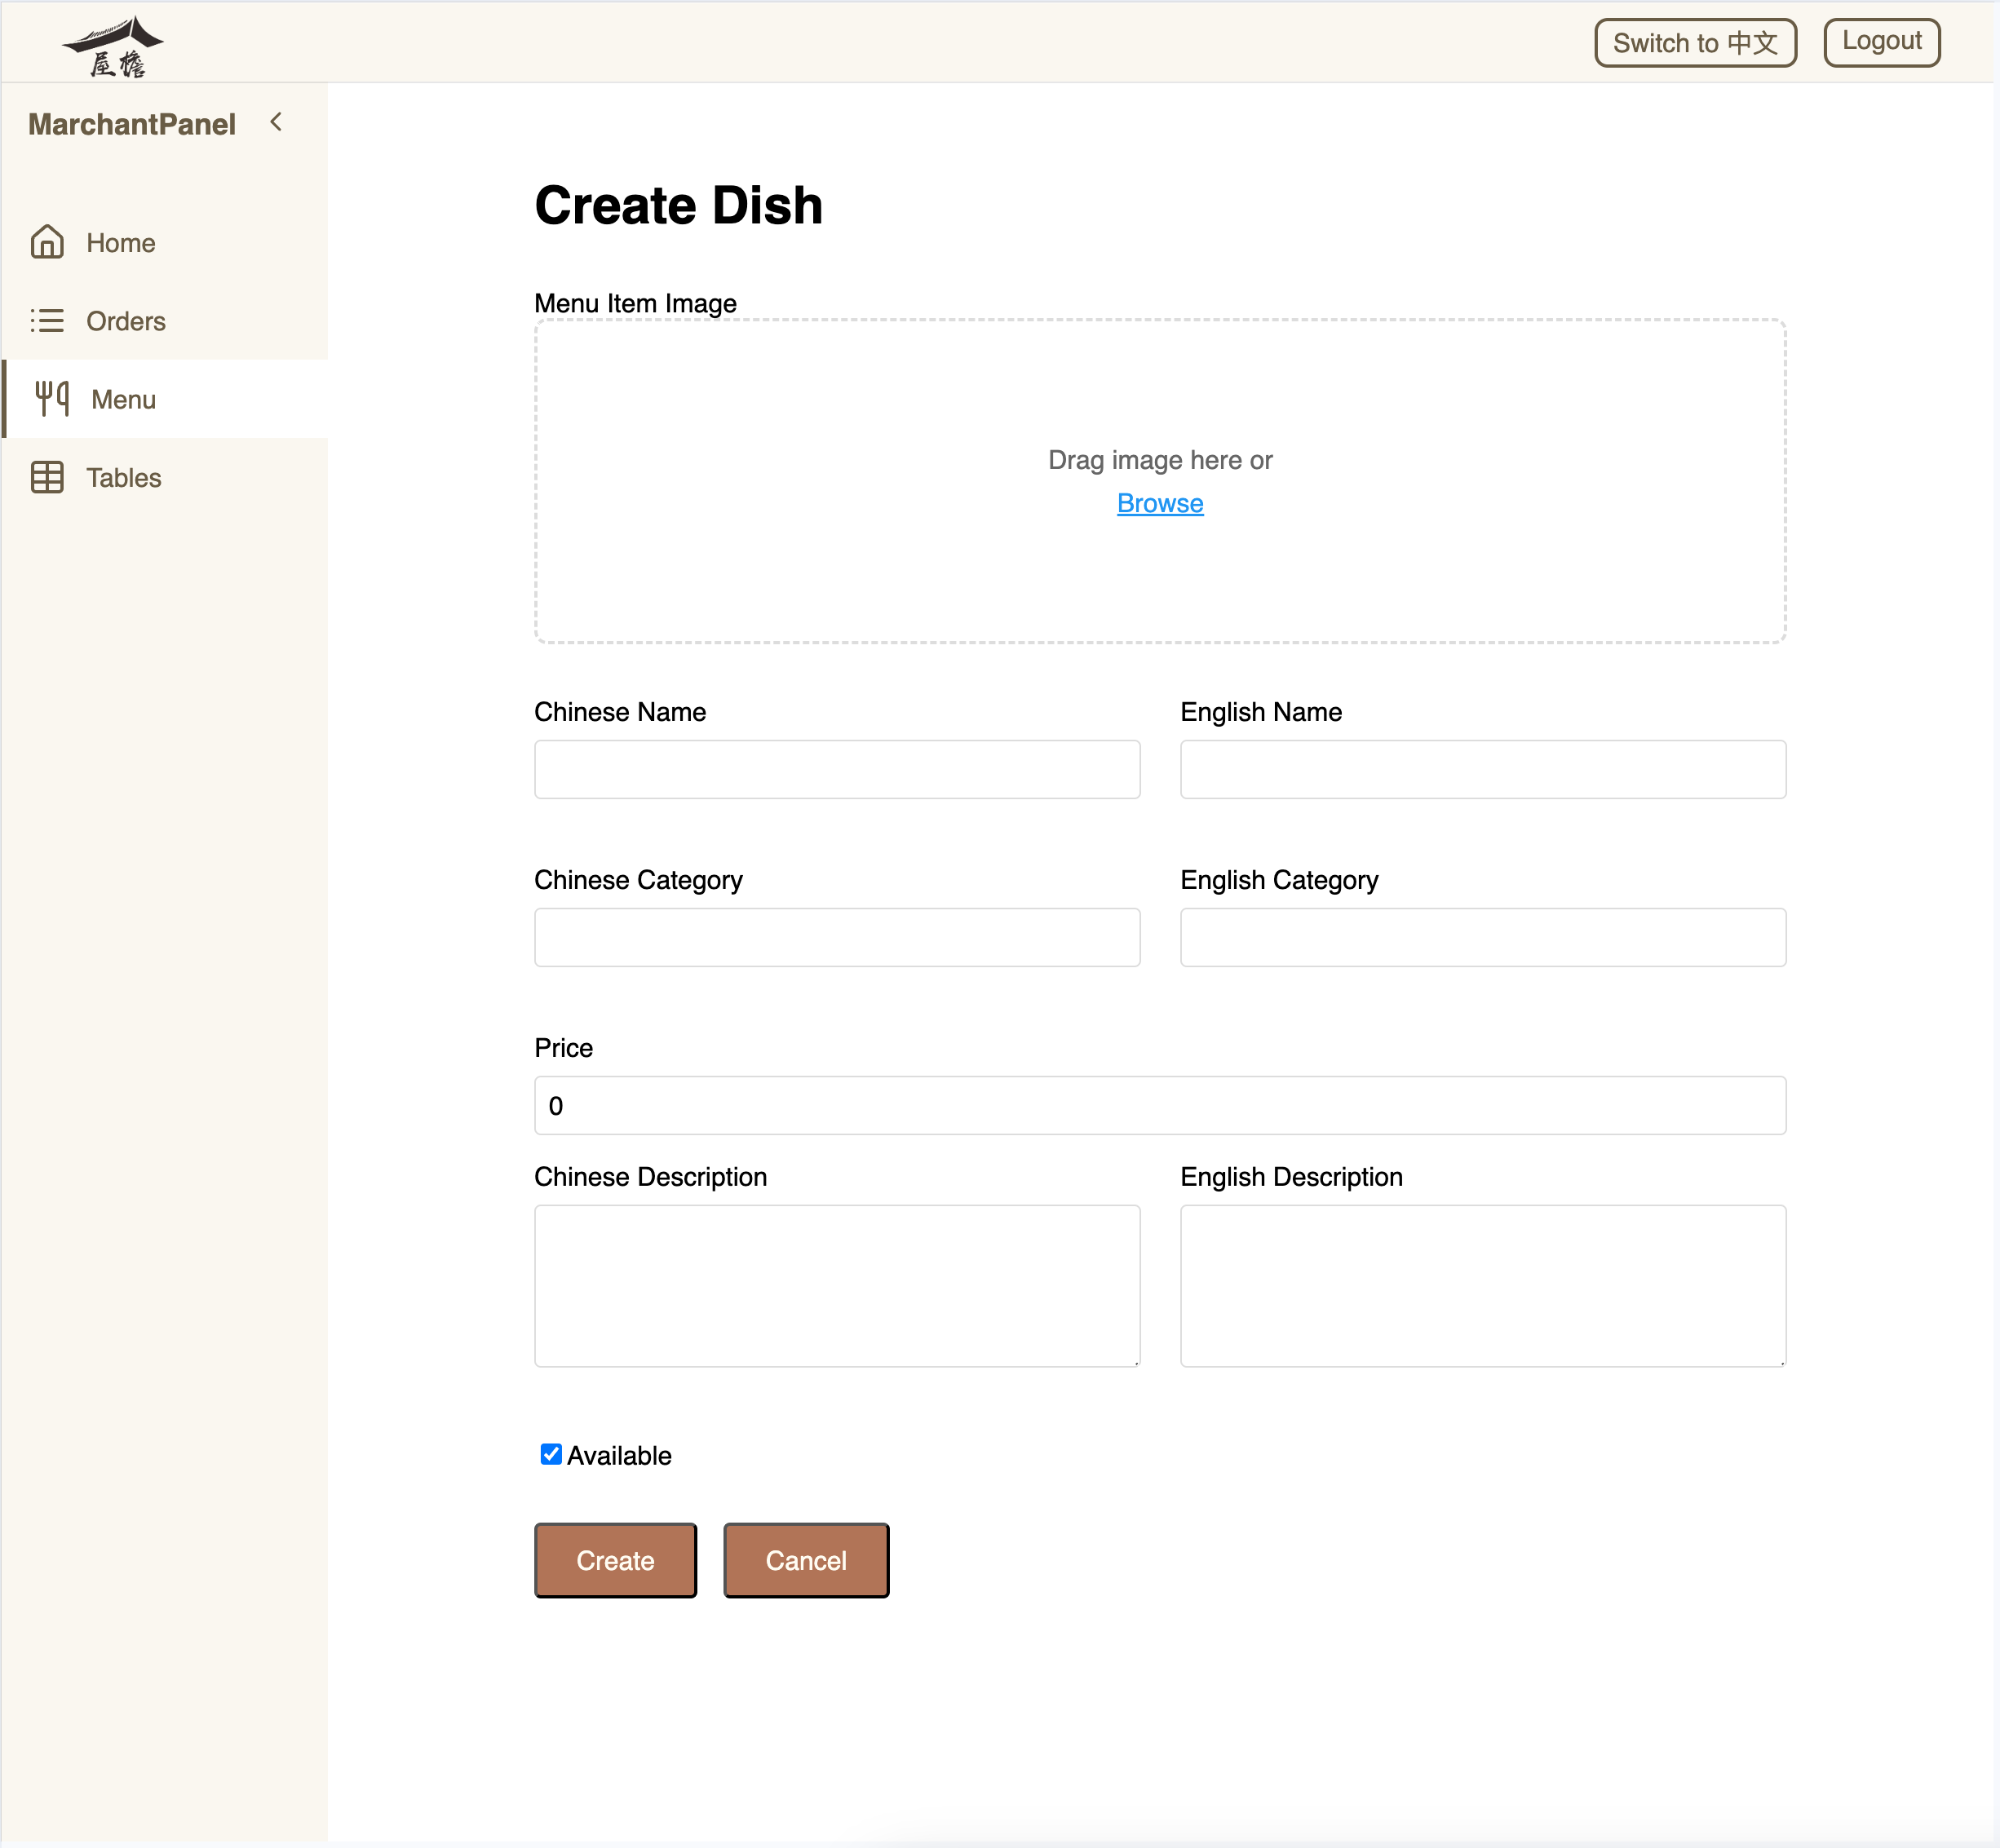 屋檐
Switch to 中文
Logout
MarchantPanel
Home
Orders
Menu
Tables
Create Dish
Menu Item Image
Drag image here or
Browse
Chinese Name
English Name
Chinese Category
English Category
Price
0
Chinese Description
English Description
Available
Create
Cancel